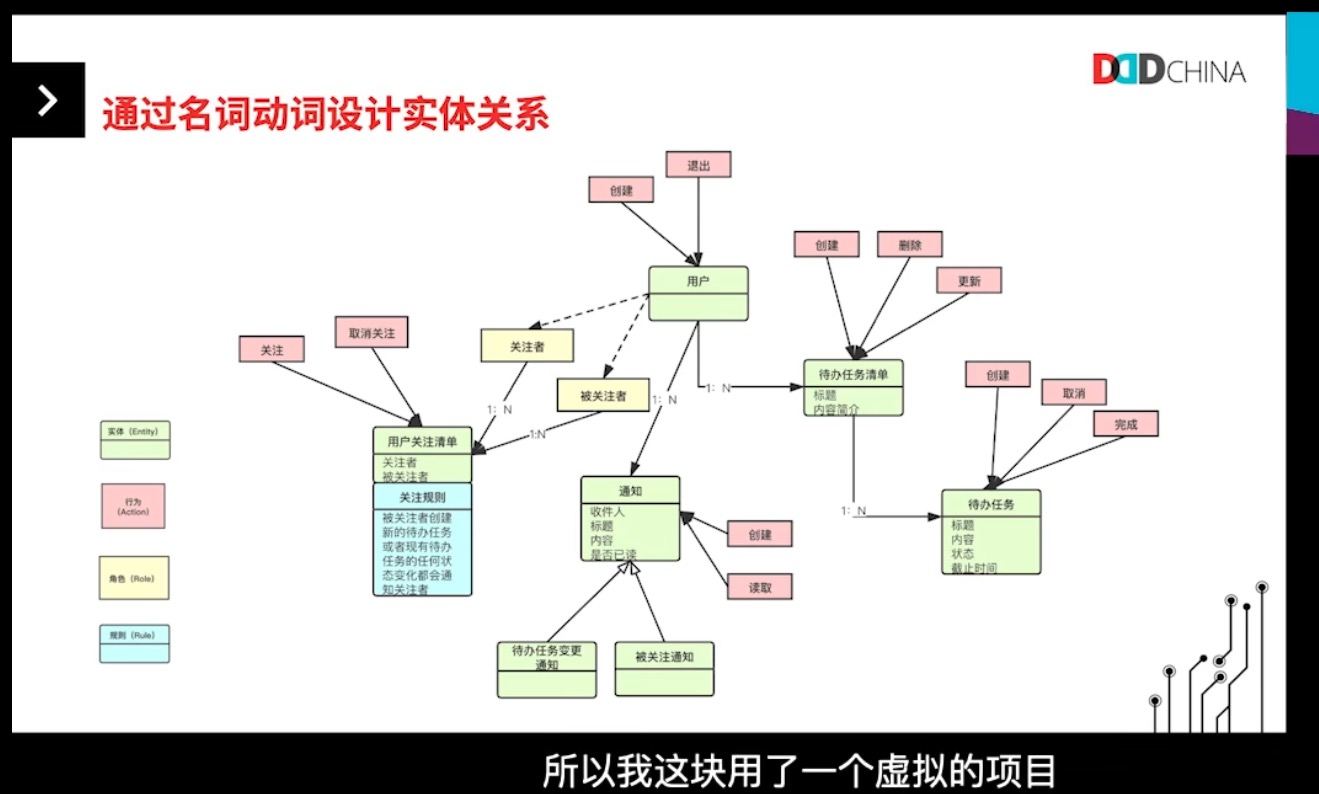 DDDCHINA
通过名词动词设计实体关系
退出
创建
用户
创建
删除
更新
关注
取消关注
关注者
被关注者
1: N
1:N
1: N
1: N
待办任务清单
标题
内容简介
创建
取消
完成
用户关注清单
关注者
被关注者
关注规则
被关注者创建
新的待办任务
或者现有待办
任务的任何状
态变化都会通
知关注者
实体（Entity）
行为
（Action）
角色（Role）
规则（Rule）
通知
收件人
标题
内容
是否已读
创建
读取
1: N
待办任务
标题
内容
状态
截止时间
待办任务变更
通知
被关注通知
所以我这块用了一个虚拟的项目